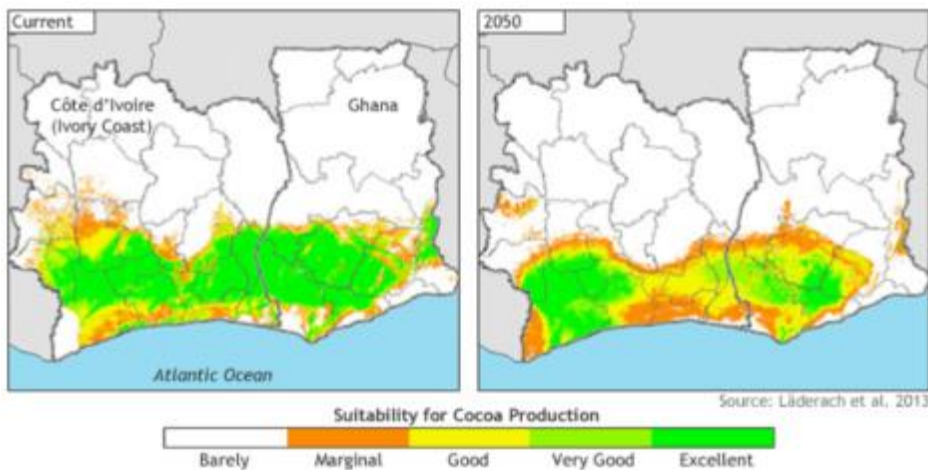 Current
2050
Côte d'Ivoire
(Ivory Coast)
Ghana
Atlantic Ocean
Source: Läderach et al. 2013
Suitability for Cocoa Production
Barely
Marginal
Good
Very Good
Excellent